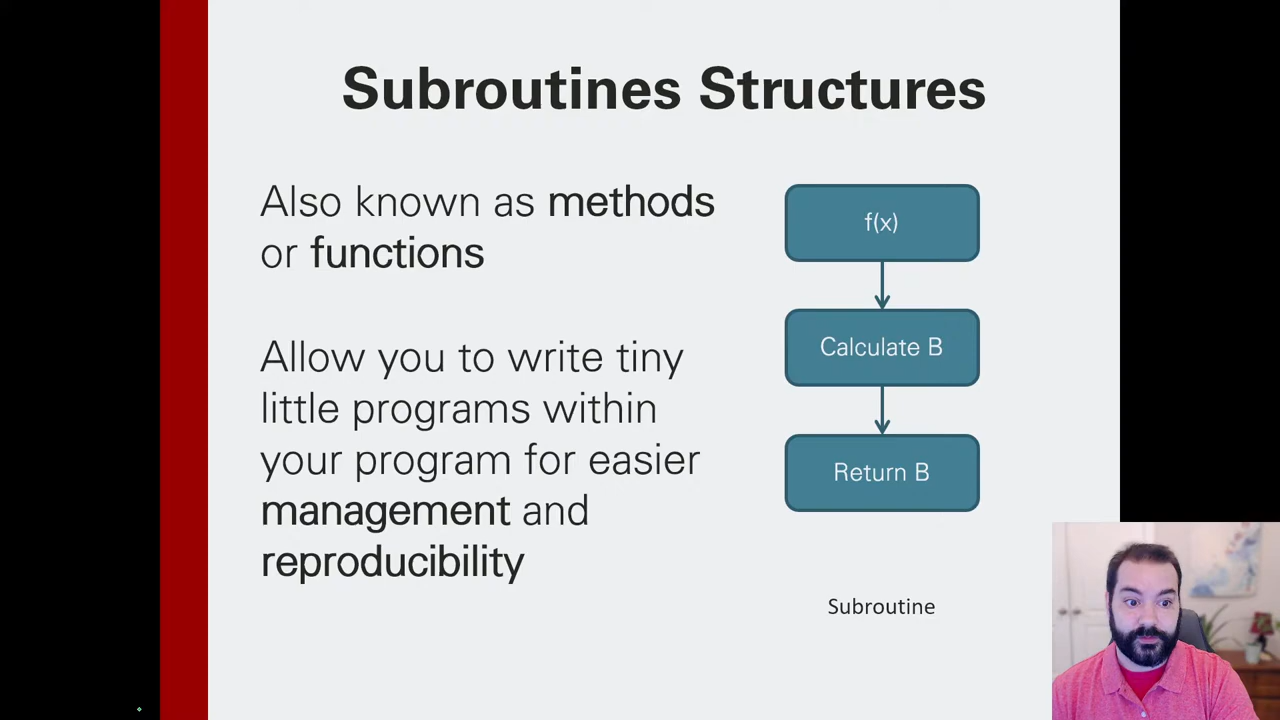 Subroutines Structures
Also known as methods
or functions
Allow you to write tiny
little programs within
your program for easier
management and
reproducibility
f(x)
Calculate B
Return B
Subroutine